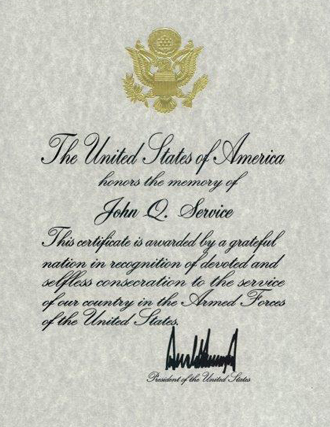 The United States of America
honors the memory of
John Q. Service
This certificate is awarded by a grateful
nation in recognition of devoted and
selfless consecration to the service
of our country in the Armed Forces
of the United States.
President of the United States